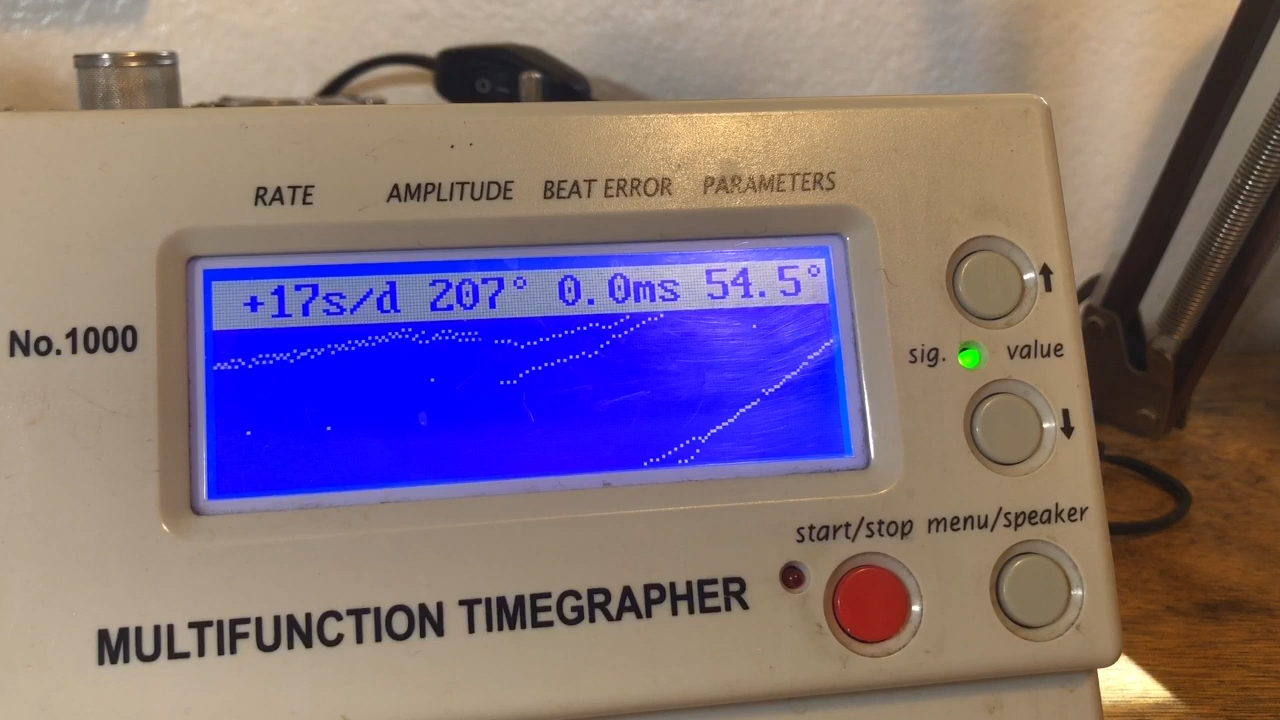 RATE AMPLITUDE BEAT ERROR PARAMETERS
+17s/d 207° 0.0ms 54.5°
No.1000
sig. value
start/stop menu/speaker
MULTIFUNCTION TIMEGRAPHER